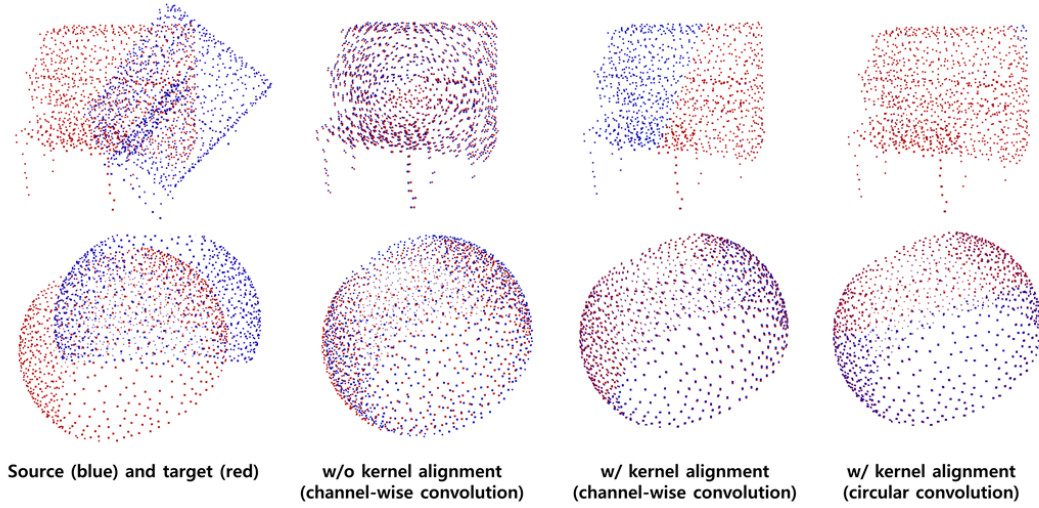 Source (blue) and target (red)
w/o kernel alignment
(channel-wise convolution)
w/ kernel alignment
(channel-wise convolution)
w/ kernel alignment
(circular convolution)